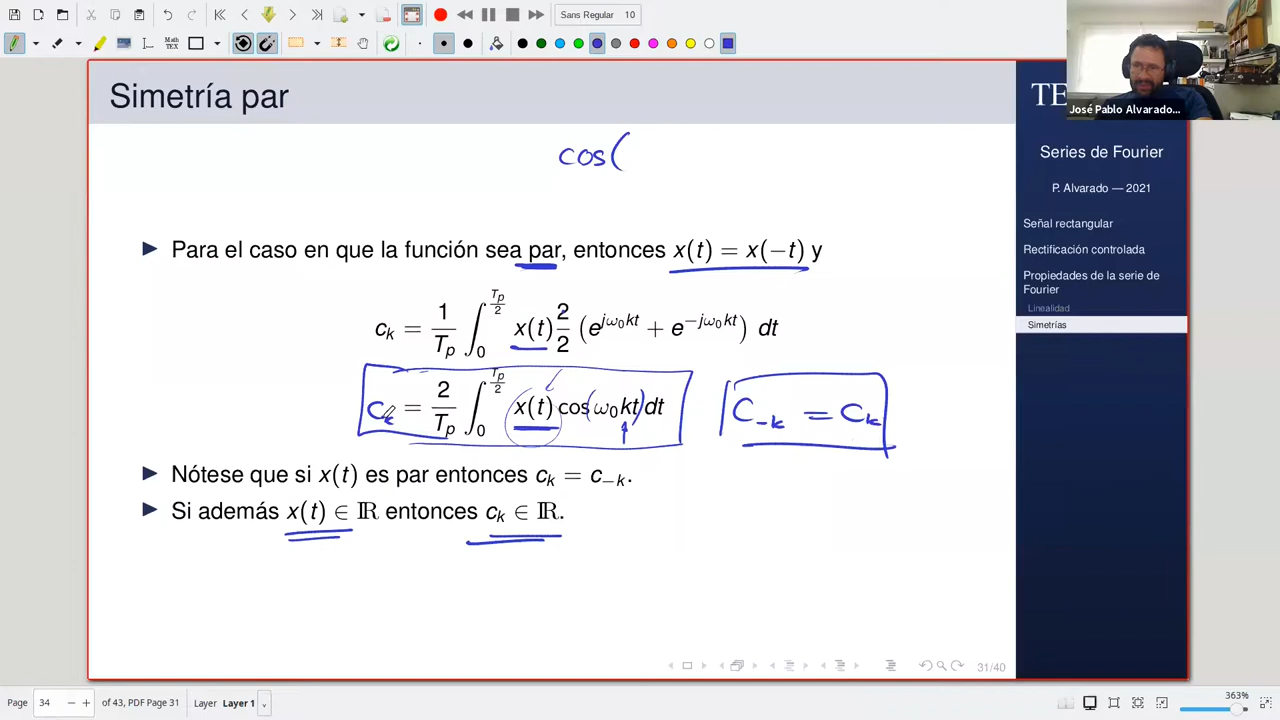 Sans Regular 10
Math TEX
José Pablo Alvarado...
Simetría par
cos(
Para el caso en que la función sea par, entonces x(t) = x(−t) y
c_k = 1/T_p ∫_0^{T_p/2} x(t) 2/2 (e^{jω_0kt} + e^{−jω_0kt}) dt
c_k = 2/T_p ∫_0^{T_p/2} x(t) cos(ω_0kt) dt
C_{-k} = C_k
Nótese que si x(t) es par entonces c_k = c_{−k}.
Si además x(t) ∈ ℝ entonces c_k ∈ ℝ.
31/40
TE
Series de Fourier
P. Alvarado — 2021
Señal rectangular
Rectificación controlada
Propiedades de la serie de
Fourier
Linealidad
Simetrías
Page 34 of 43, PDF Page 31 Layer Layer 1
363%